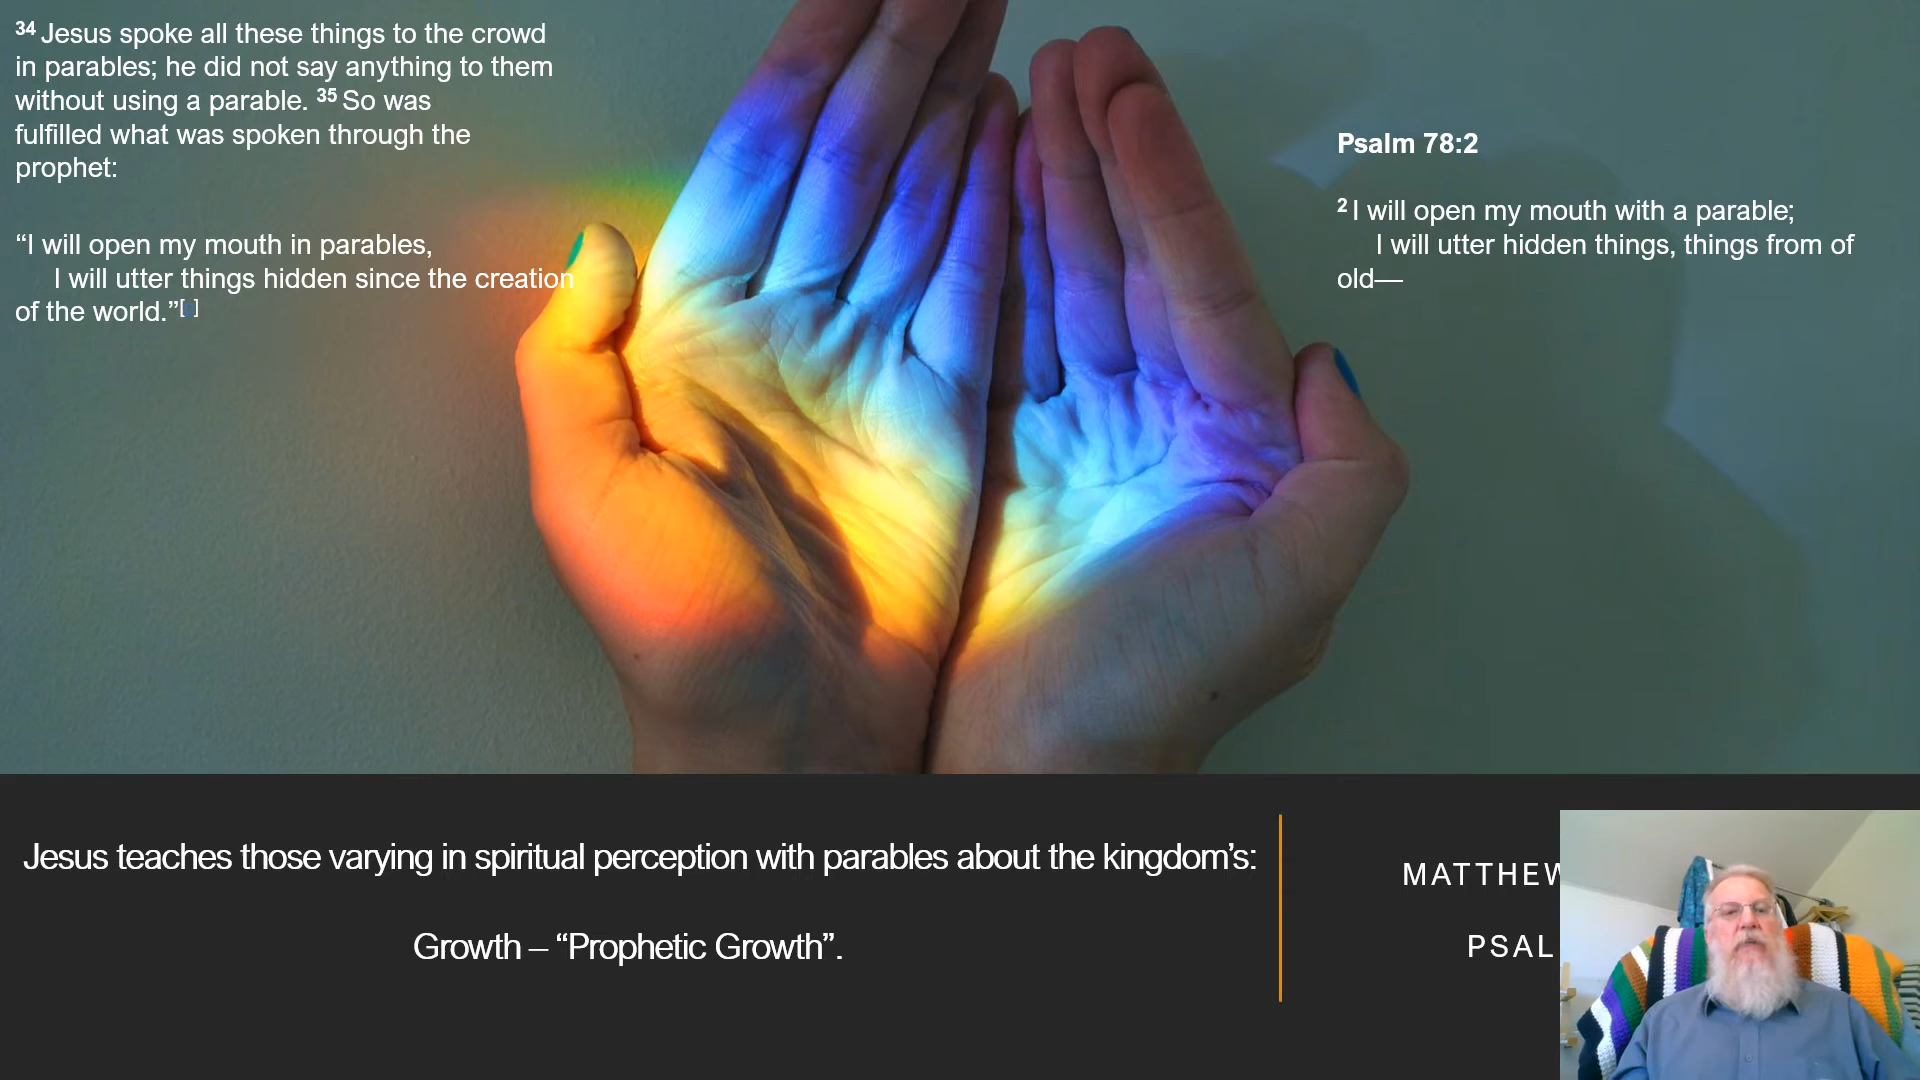 34 Jesus spoke all these things to the crowd
in parables; he did not say anything to them
without using a parable. 35 So was
fulfilled what was spoken through the
prophet:
“I will open my mouth in parables,
I will utter things hidden since the creation
of the world.”[ ]
Psalm 78:2
2 I will open my mouth with a parable;
I will utter hidden things, things from of
old—
Jesus teaches those varying in spiritual perception with parables about the kingdom’s:
Growth – “Prophetic Growth”.
MATTHEW
PSAL